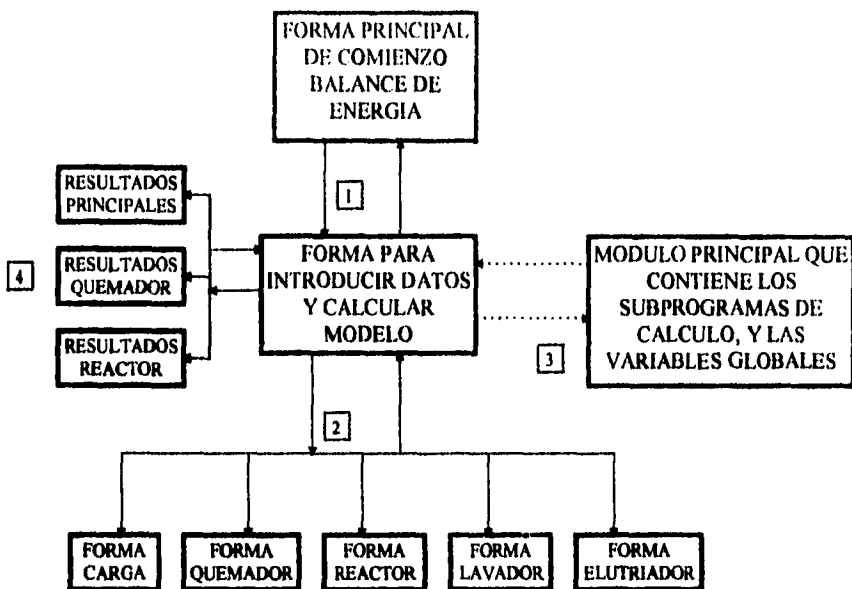 FORMA PRINCIPAL
DE COMIENZO
BALANCE DE
ENERGIA
1
RESULTADOS
PRINCIPALES
4
RESULTADOS
QUEMADOR
RESULTADOS
REACTOR
FORMA PARA
INTRODUCIR DATOS
Y CALCULAR
MODELO
MODULO PRINCIPAL QUE
CONTIENE LOS
SUBPROGRAMAS DE
CALCULO, Y LAS
VARIABLES GLOBALES
3
2
FORMA
CARGA
FORMA
QUEMADOR
FORMA
REACTOR
FORMA
LAVADOR
FORMA
ELUTRIADOR